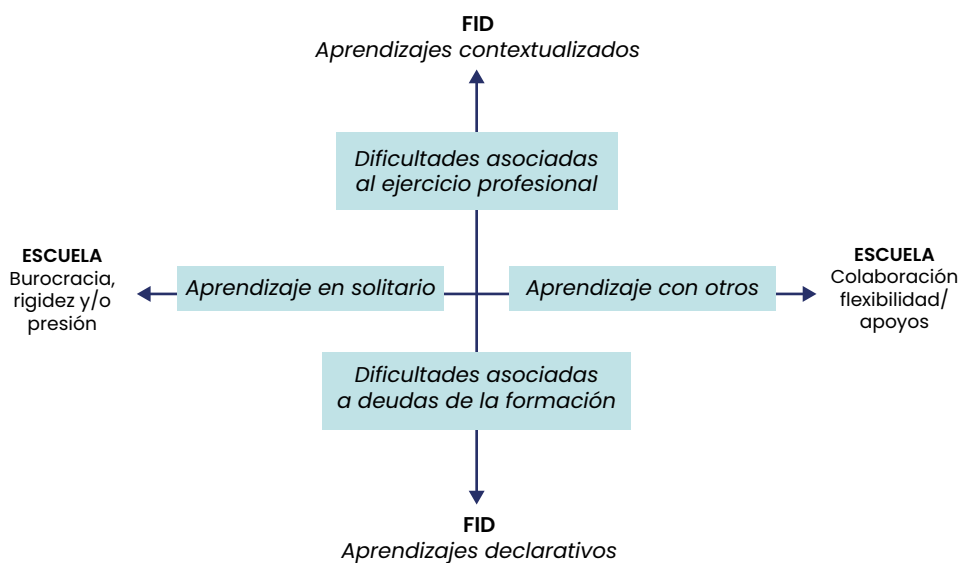 FID
Aprendizajes contextualizados
Dificultades asociadas
al ejercicio profesional
ESCUELA
Burocracia,
rigidez y/o
presión
Aprendizaje en solitario
Aprendizaje con otros
ESCUELA
Colaboración
flexibilidad/
apoyos
Dificultades asociadas
a deudas de la formación
FID
Aprendizajes declarativos